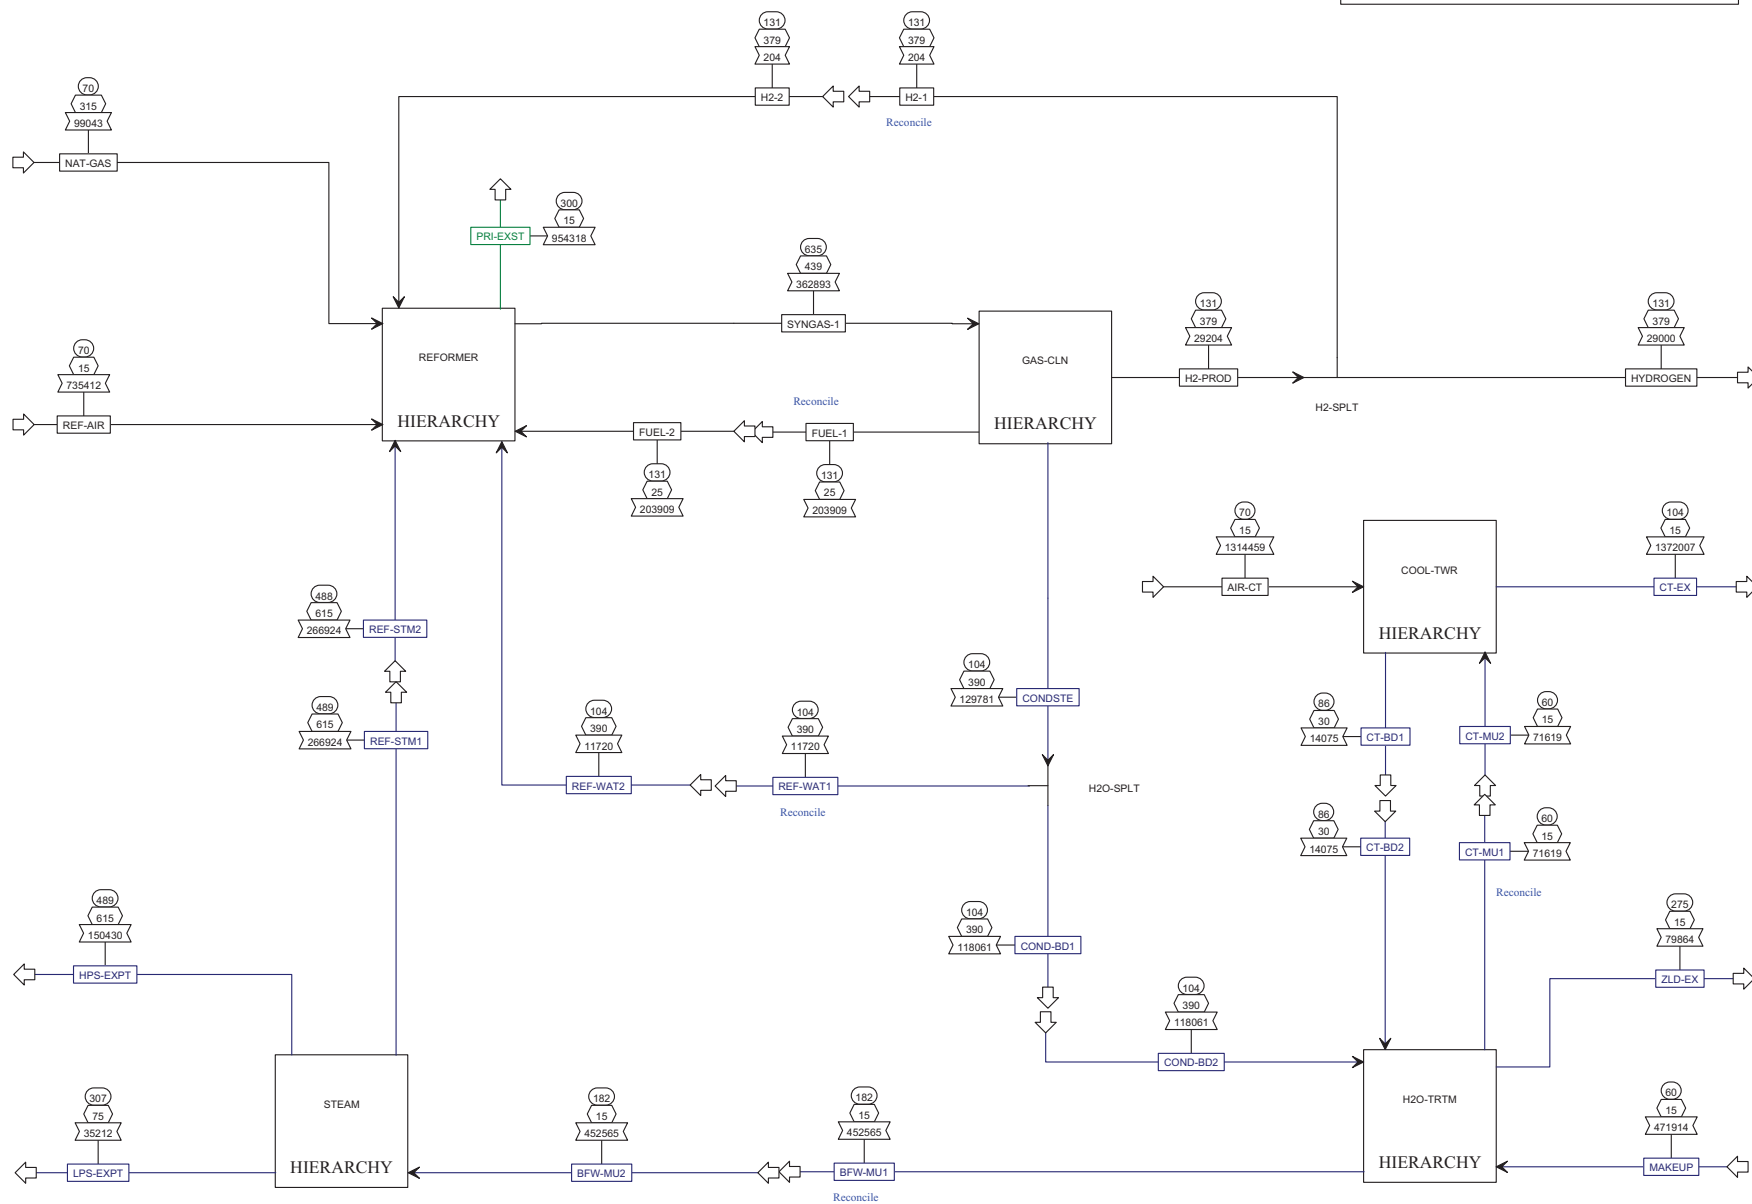 131
379
204
H2-2
131
379
204
H2-1
Reconcile
70
315
99043
NAT-GAS
300
15
954318
PRI-EXST
635
439
362893
SYNGAS-1
131
379
29204
H2-PROD
131
379
29000
HYDROGEN
H2-SPLT
70
15
735412
REF-AIR
REFORMER
HIERARCHY
GAS-CLN
HIERARCHY
Reconcile
FUEL-2
131
25
203909
FUEL-1
131
25
203909
70
15
1314459
AIR-CT
COOL-TWR
HIERARCHY
104
15
1372007
CT-EX
488
615
266924
REF-STM2
489
615
266924
REF-STM1
104
390
129781
CONDSTE
104
390
11720
REF-WAT2
104
390
11720
REF-WAT1
Reconcile
H2O-SPLT
86
30
14075
CT-BD1
60
15
71619
CT-MU2
86
30
14075
CT-BD2
60
15
71619
CT-MU1
Reconcile
489
615
150430
HPS-EXPT
104
390
118061
COND-BD1
104
390
118061
COND-BD2
275
15
79864
ZLD-EX
307
75
35212
LPS-EXPT
STEAM
HIERARCHY
182
15
452565
BFW-MU2
182
15
452565
BFW-MU1
Reconcile
H2O-TRTM
HIERARCHY
60
15
471914
MAKEUP